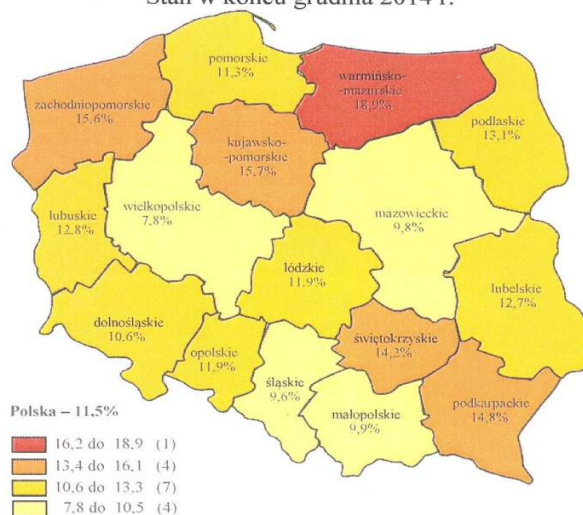 Stan w końcu grudnia 2014 r.
pomorskie
11,3%
warmińsko-
-mazurskie
18,9%
zachodniopomorskie
15,6%
podlaskie
13,1%
kujawsko-
-pomorskie
15,7%
wielkopolskie
7,8%
mazowieckie
9,8%
lubuskie
12,8%
łódzkie
11,9%
lubelskie
12,7%
dolnośląskie
10,6%
opolskie
11,9%
świętokrzyskie
14,2%
śląskie
9,6%
małopolskie
9,9%
podkarpackie
14,8%
Polska – 11,5%
16,2 do 18,9 (1)
13,4 do 16,1 (4)
10,6 do 13,3 (7)
7,8 do 10,5 (4)